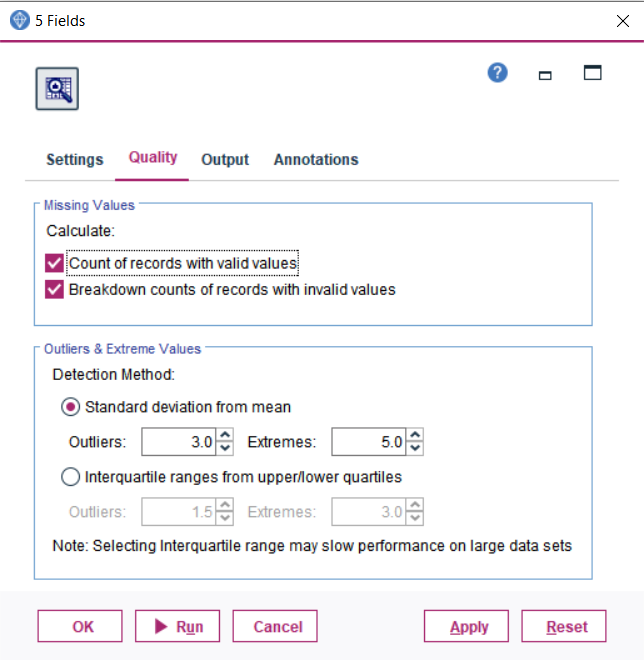 5 Fields
Settings Quality Output Annotations
Missing Values
Calculate:
Count of records with valid values
Breakdown counts of records with invalid values
Outliers & Extreme Values
Detection Method:
Standard deviation from mean
Outliers: 3.0 Extremes: 5.0
Interquartile ranges from upper/lower quartiles
Outliers: 1.5 Extremes: 3.0
Note: Selecting Interquartile range may slow performance on large data sets
OK Run Cancel Apply Reset